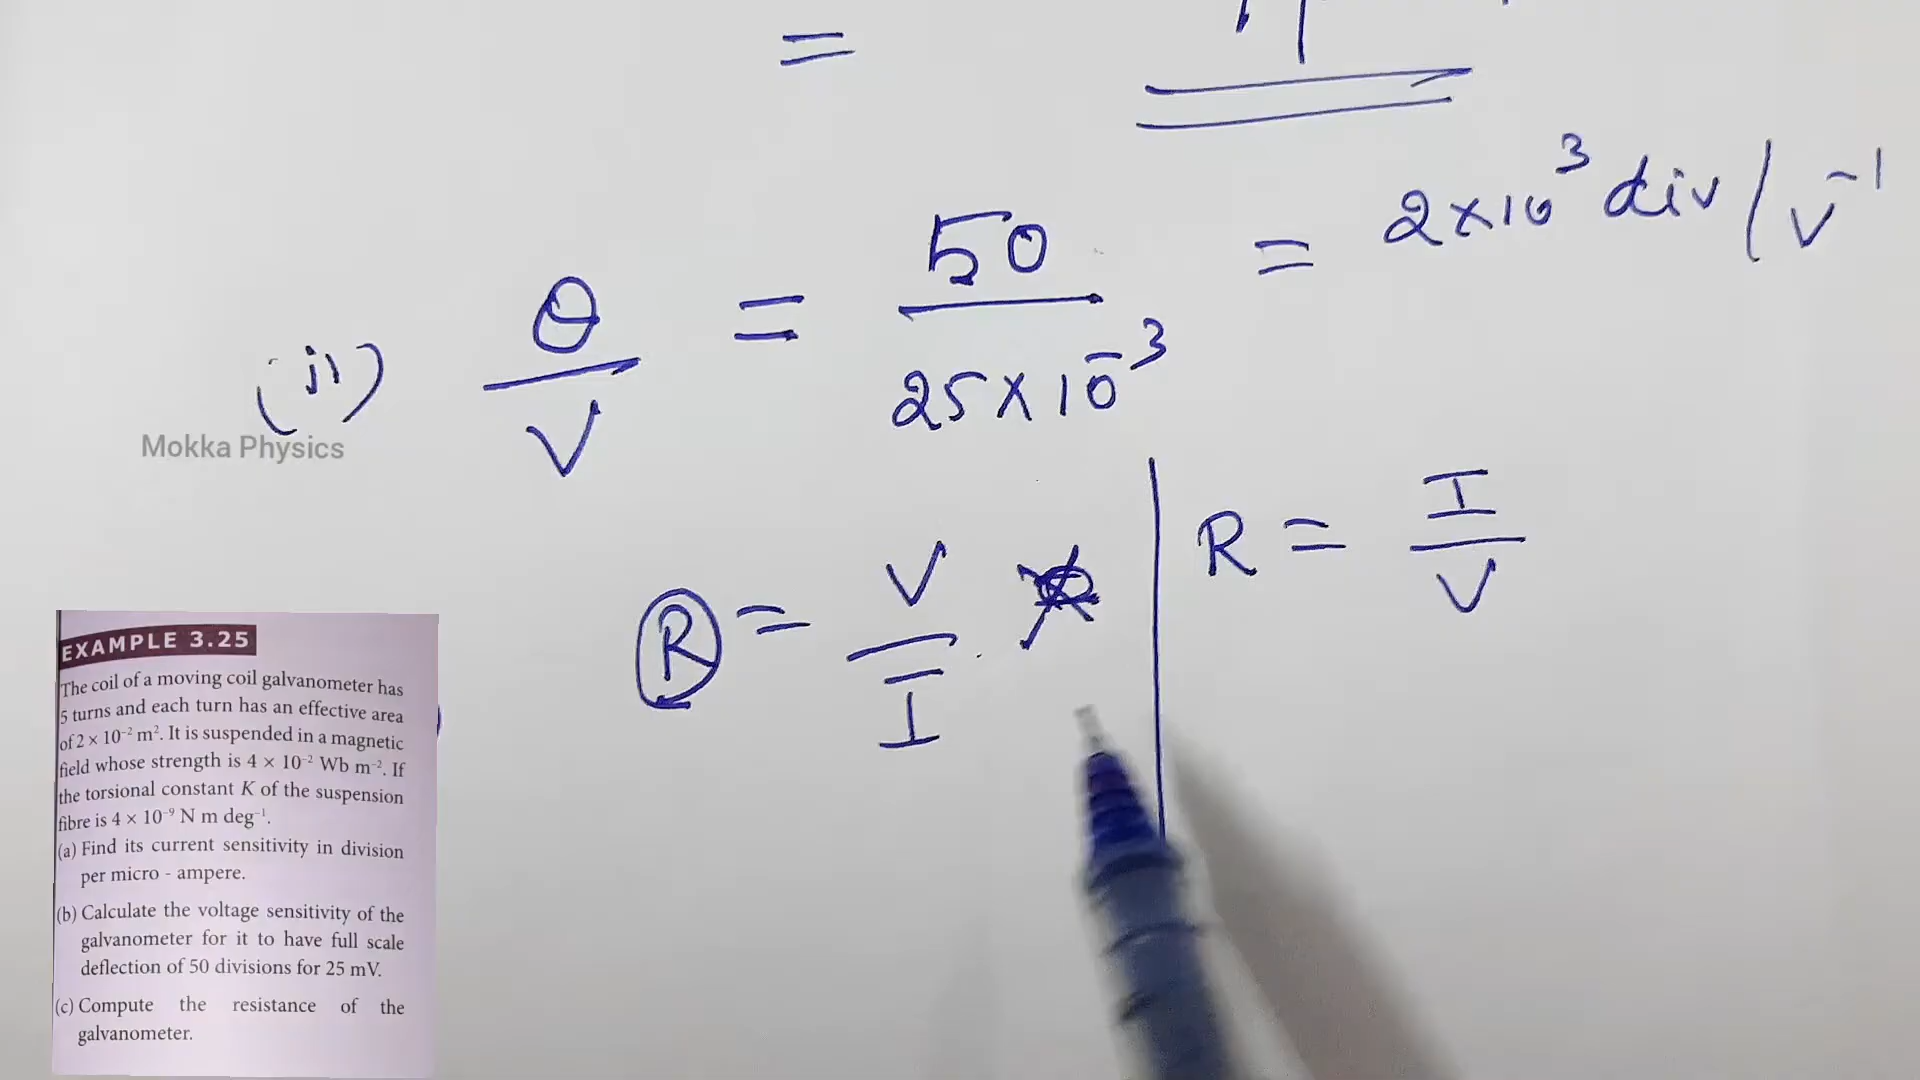 =
= 2×10³ div / V⁻¹
(ii) θ/V = 50 / 25×10⁻³
Mokka Physics
R = V/I
R = I/V
EXAMPLE 3.25
The coil of a moving coil galvanometer has
5 turns and each turn has an effective area
of 2 × 10⁻² m². It is suspended in a magnetic
field whose strength is 4 × 10⁻² Wb m⁻². If
the torsional constant K of the suspension
fibre is 4 × 10⁻⁹ N m deg⁻¹.
(a) Find its current sensitivity in division
per micro - ampere.
(b) Calculate the voltage sensitivity of the
galvanometer for it to have full scale
deflection of 50 divisions for 25 mV.
(c) Compute the resistance of the
galvanometer.